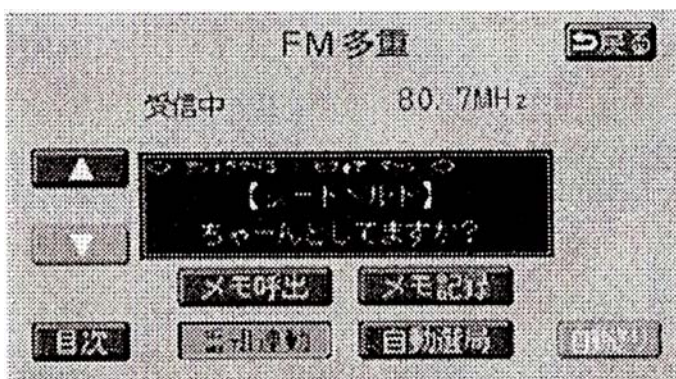 FM多重
戻る
受信中 80.7MHz
【シートベルト】
ちゃーんとしてますか?
メモ呼出 メモ記憶
目次 自動選局